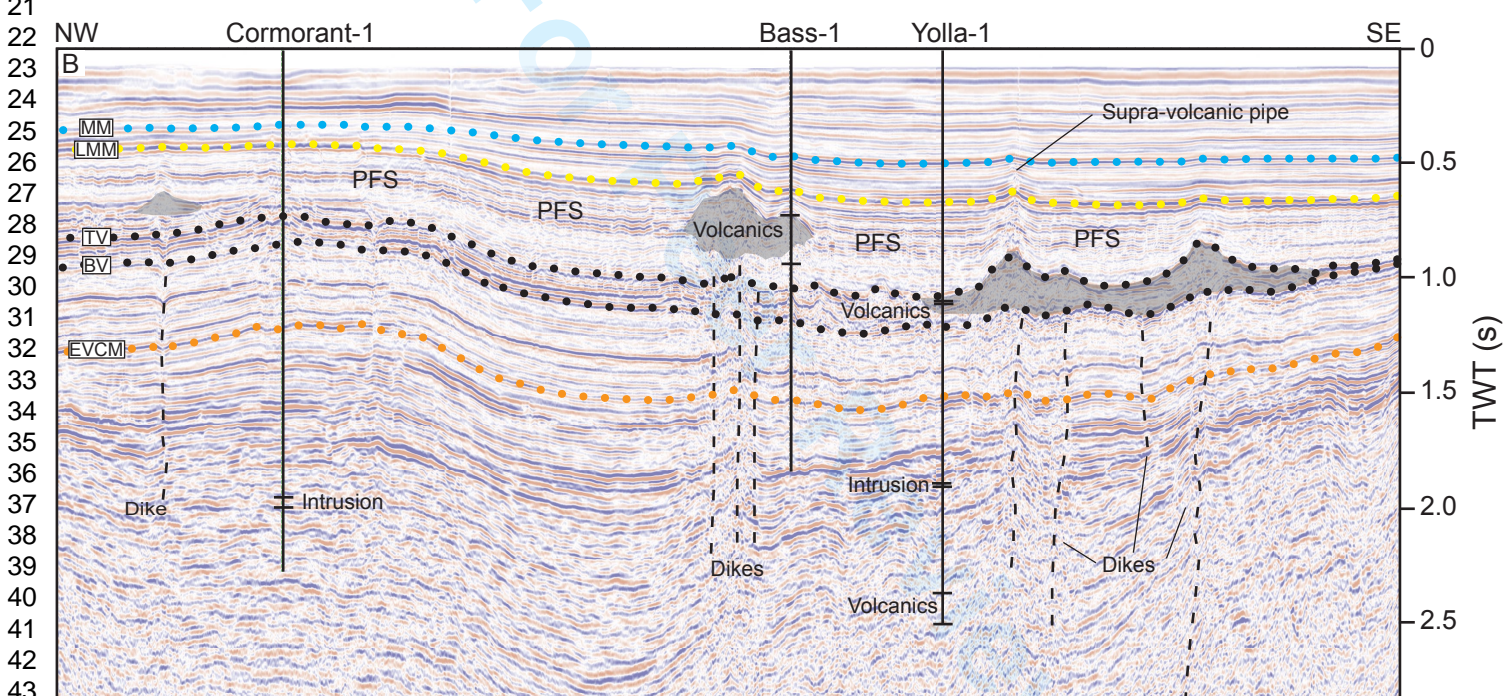 21
22 NW Cormorant-1 Bass-1 Yolla-1 SE 0
23 B
24 Supra-volcanic pipe
25 MM
LMM
26 0.5
27 PFS
PFS
28 Volcanics PFS PFS
TV
29 BV
30 1.0
31 Volcanics
32 EVCM
33 1.5
34 TWT (s)
35
36 Intrusion
37 Dike Intrusion 2.0
38
39 Dikes Dikes
40 Volcanics
41 2.5
42
43